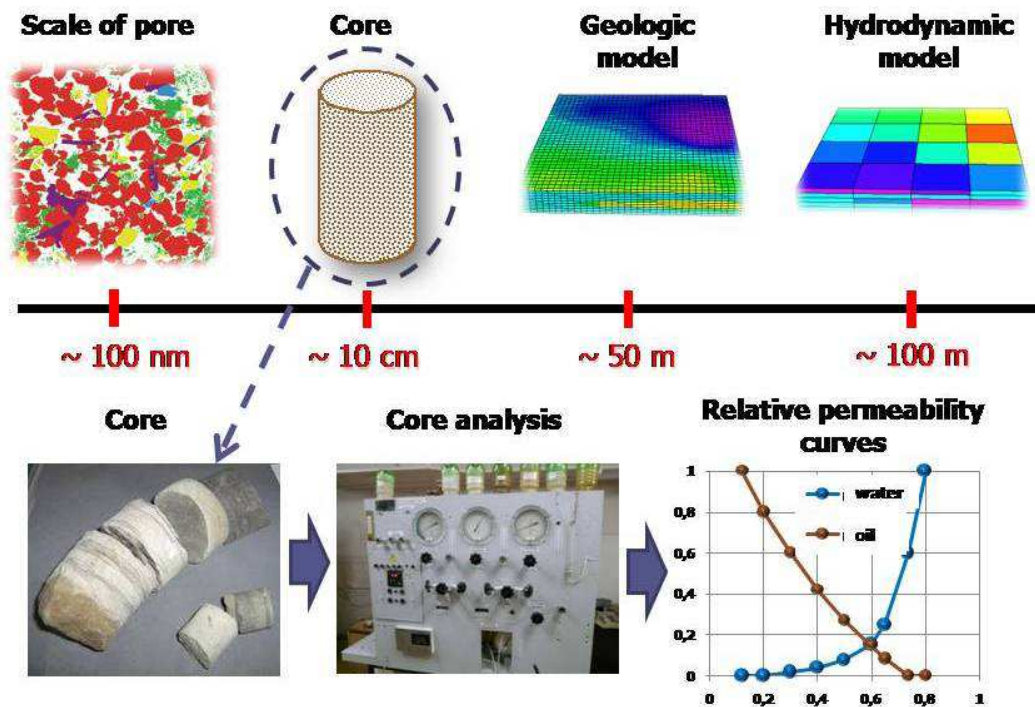 Scale of pore
Core
Geologic
model
Hydrodynamic
model
~ 100 nm
~ 10 cm
~ 50 m
~ 100 m
Core
Core analysis
Relative permeability
curves
1
0,8
0,6
0,4
0,2
0
water
oil
0
0,2
0,4
0,6
0,8
1